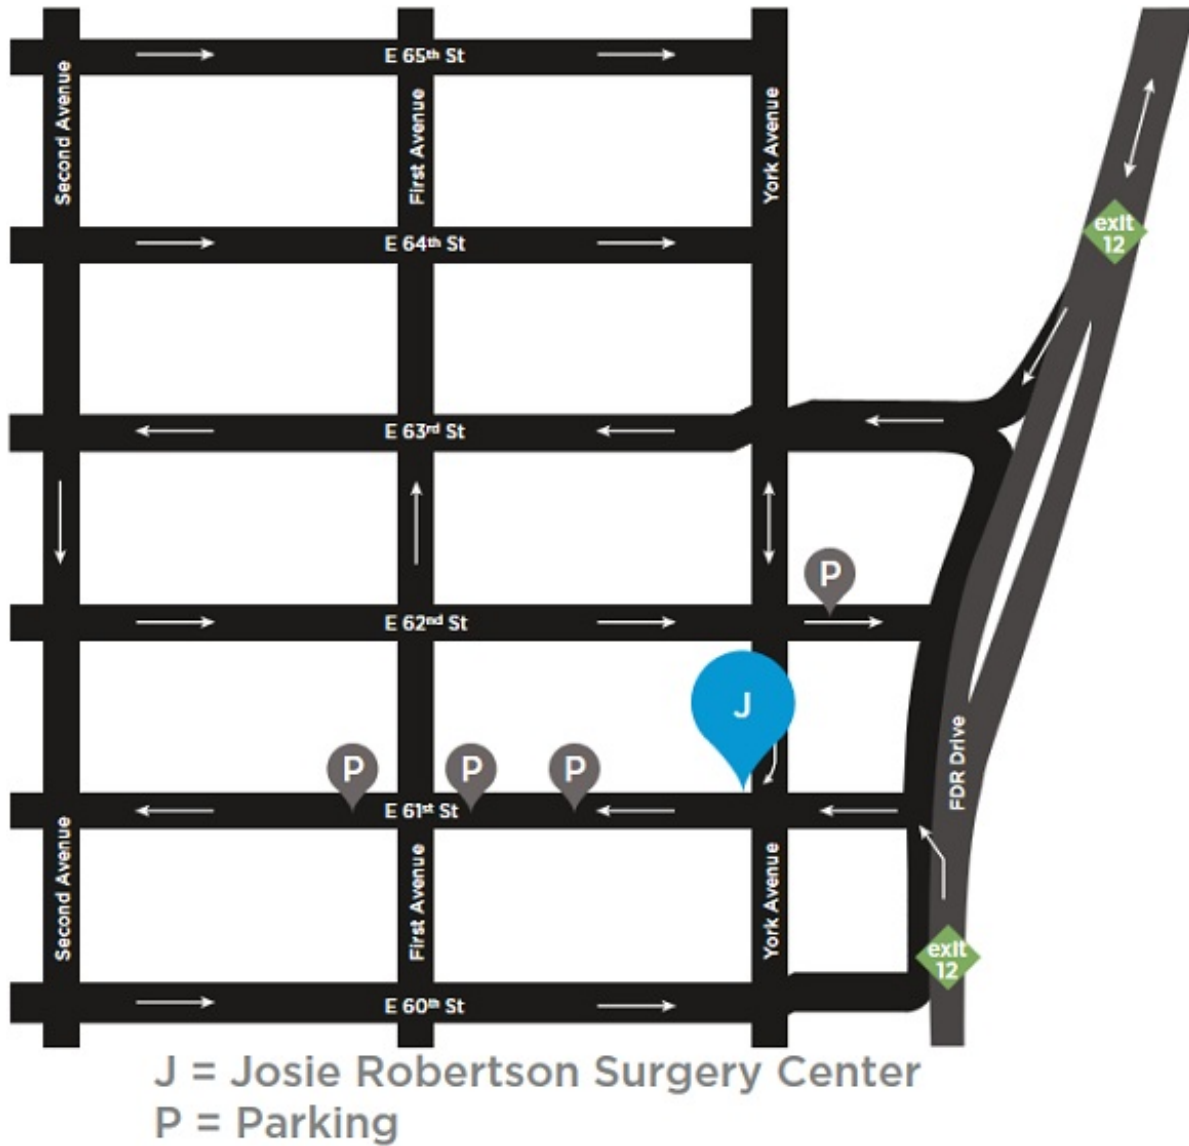 E 65th St
Second Avenue
First Avenue
York Avenue
exit
12
E 64th St
E 63rd St
P
E 62nd St
J
FDR Drive
P
P
P
E 61st St
Second Avenue
First Avenue
York Avenue
exit
12
E 60th St
J = Josie Robertson Surgery Center
P = Parking